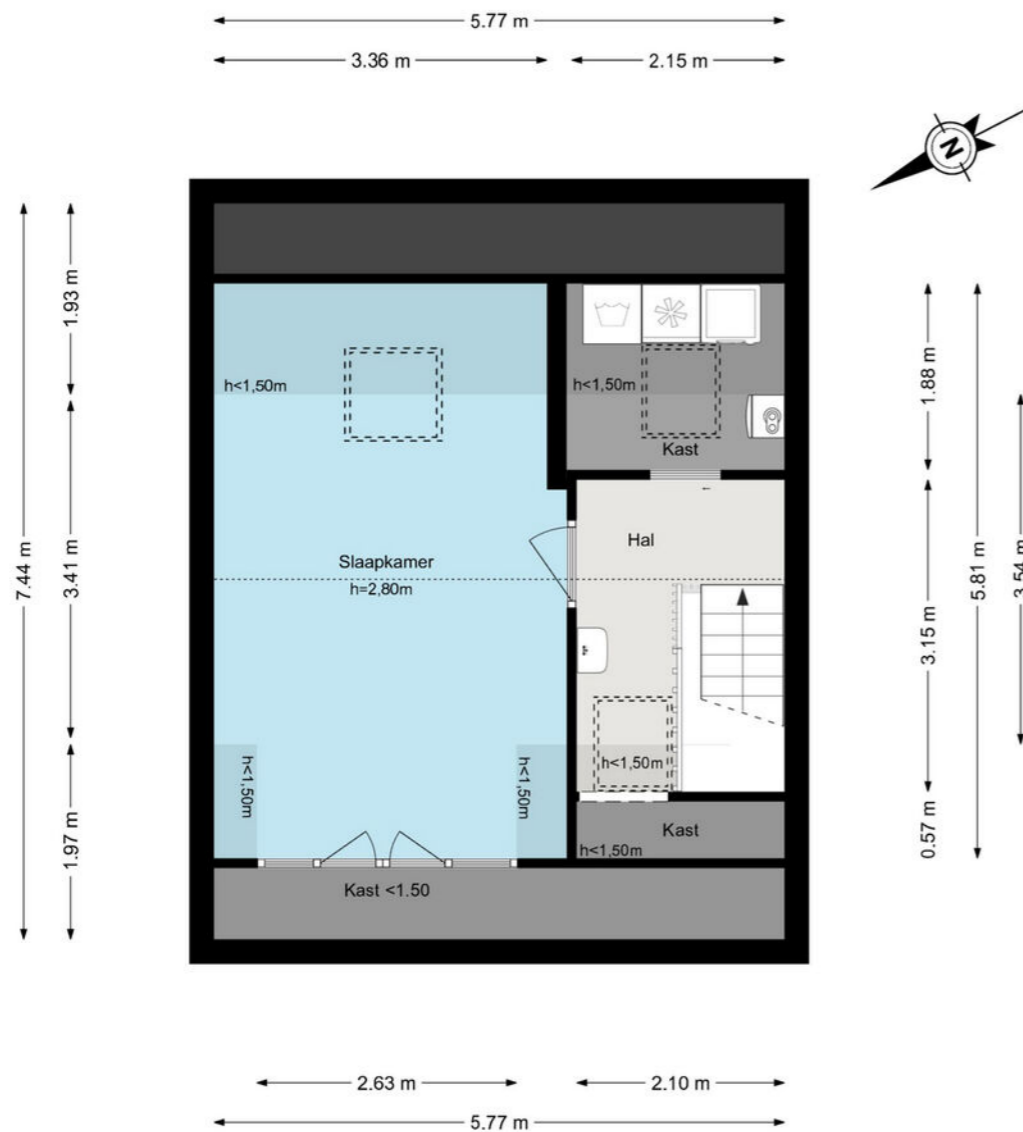 5.77 m
3.36 m
2.15 m
N
1.93 m
3.41 m
1.97 m
7.44 m
h<1,50m
h<1,50m
Kast
Hal
Slaapkamer
h=2,80m
h<1,50m
h<1,50m
h<1,50m
Kast
h<1,50m
Kast <1.50
1.88 m
3.15 m
0.57 m
5.81 m
3.54 m
2.63 m
2.10 m
5.77 m